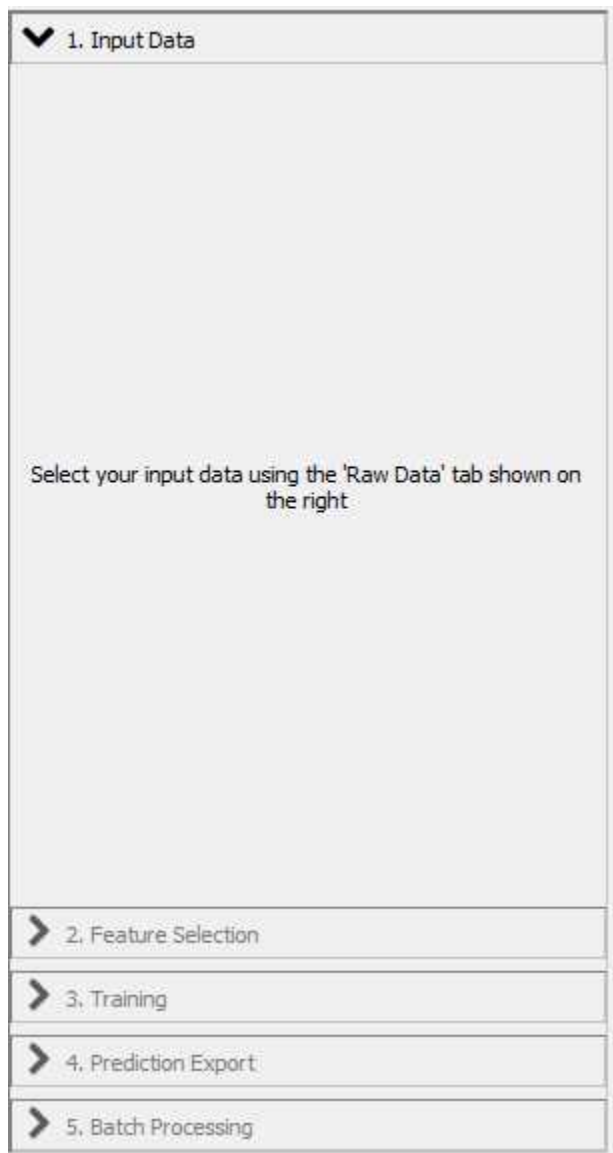 1. Input Data
Select your input data using the 'Raw Data' tab shown on
the right
2. Feature Selection
3. Training
4. Prediction Export
5. Batch Processing